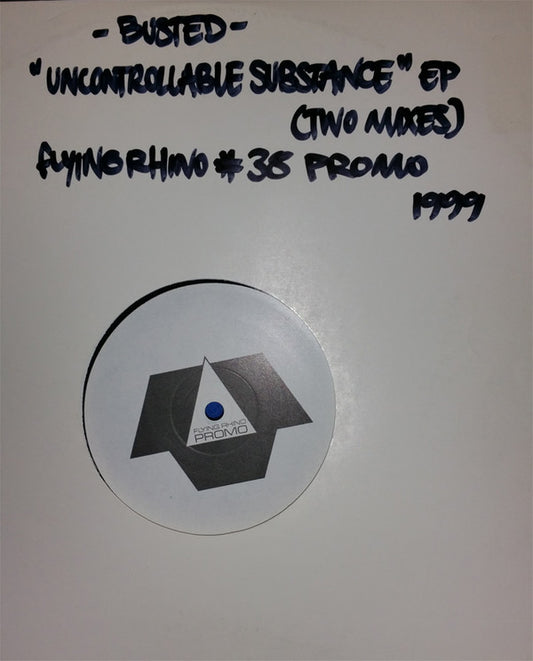 - BUSTED -
"UNCONTROLLABLE SUBSTANCE" EP
(TWO MIXES)
FLYING RHINO # 38 PROMO
1999
FLYING RHINO
PROMO